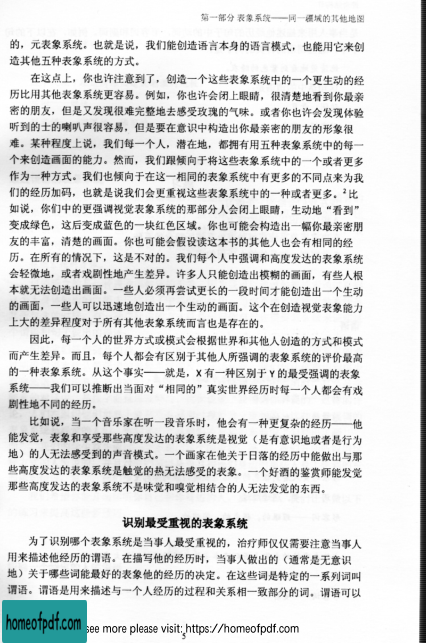 第一部分 表象系统——同一疆域的其他地图
的,元表象系统。也就是说,我们能创造语言本身的语言模式,也能用它来创
造其他五种表象系统的方式。
在这点上,你也许注意到了,创造一个这些表象系统中的一个更生动的经
历比用其他表象系统更容易。例如,你也许会闭上眼睛,很清楚地看到你最亲
密的朋友,但是又发现很难完整地去感受玫瑰的气味。或者你也许会发现体验
听到的士的喇叭声很容易,但是要在意识中构造出你最亲密的朋友的形象很
难。某种程度上说,我们每一个人,潜在地,都拥有用五种表象系统中的每一
个来创造画面的能力。然而,我们跟倾向于将这些表象系统中的一个或者更多
作为一种方式。我们也倾向于在这一相同的表象系统中有更多的不同点来为我
们的经历加码,也就是说我们会更重视这些表象系统中的一种或者更多。²比
如说,你们中的更强调视觉表象系统的那部分人会闭上眼睛,生动地“看到”
变成绿色,这后变成蓝色的一块红色区域。你也可能会构造出一幅你最亲密朋
友的丰富,清楚的画面。你也可能会假设读这本书的其他人也会有相同的经
历。在所有的情况下,这是不对的。我们每个人中强调和高度发达的表象系统
会轻微地,或者戏剧性地产生差异。许多人只能创造出模糊的画面,有些人根
本就无法创造出画面。一些人必须再尝试更长的一段时间才能创造出一个生动
的画面,一些人可以迅速地创造出一个生动的画面。这个在创造视觉表象能力
上大的差异程度对于所有其他表象系统而言也是存在的。
因此,每一个人的世界方式或模式会根据世界和其他人创造的方式和模式
而产生差异。而且,每个人都会有区别于其他人所强调的表象系统的评价最高
的一种表象系统。从这个事实——就是,X 有一种区别于 Y 的最受强调的表象
系统——我们可以推断出当面对“相同的”真实世界经历时每一个人都会有戏
剧性地不同的经历。
比如说,当一个音乐家在听一段音乐时,他会有一种更复杂的经历——他
能发觉,表象和享受那些高度发达的表象系统是视觉(是有意识地或者是行为
地)的人无法感受到的声音模式。一个画家在他关于日落的经历中能做出与那
些高度发达的表象系统是触觉的热无法感受的表象。一个好酒的鉴赏师能发觉
那些高度发达的表象系统不是味觉和嗅觉相结合的人无法发觉的东西。
识别最受重视的表象系统
为了识别哪个表象系统是当事人最受重视的,治疗师仅仅需要注意当事人
用来描述他经历的谓语。在描写他的经历时,当事人做出的(通常是无意识
地)关于哪些词能最好的表象他的经历的决定。在这些词是特定的一系列词叫
谓语。谓语是用来描述与一个人经历的过程和关系相一致部分的词。谓语可以
5
homeofpdf.com
see more please visit: https://homeofpdf.com